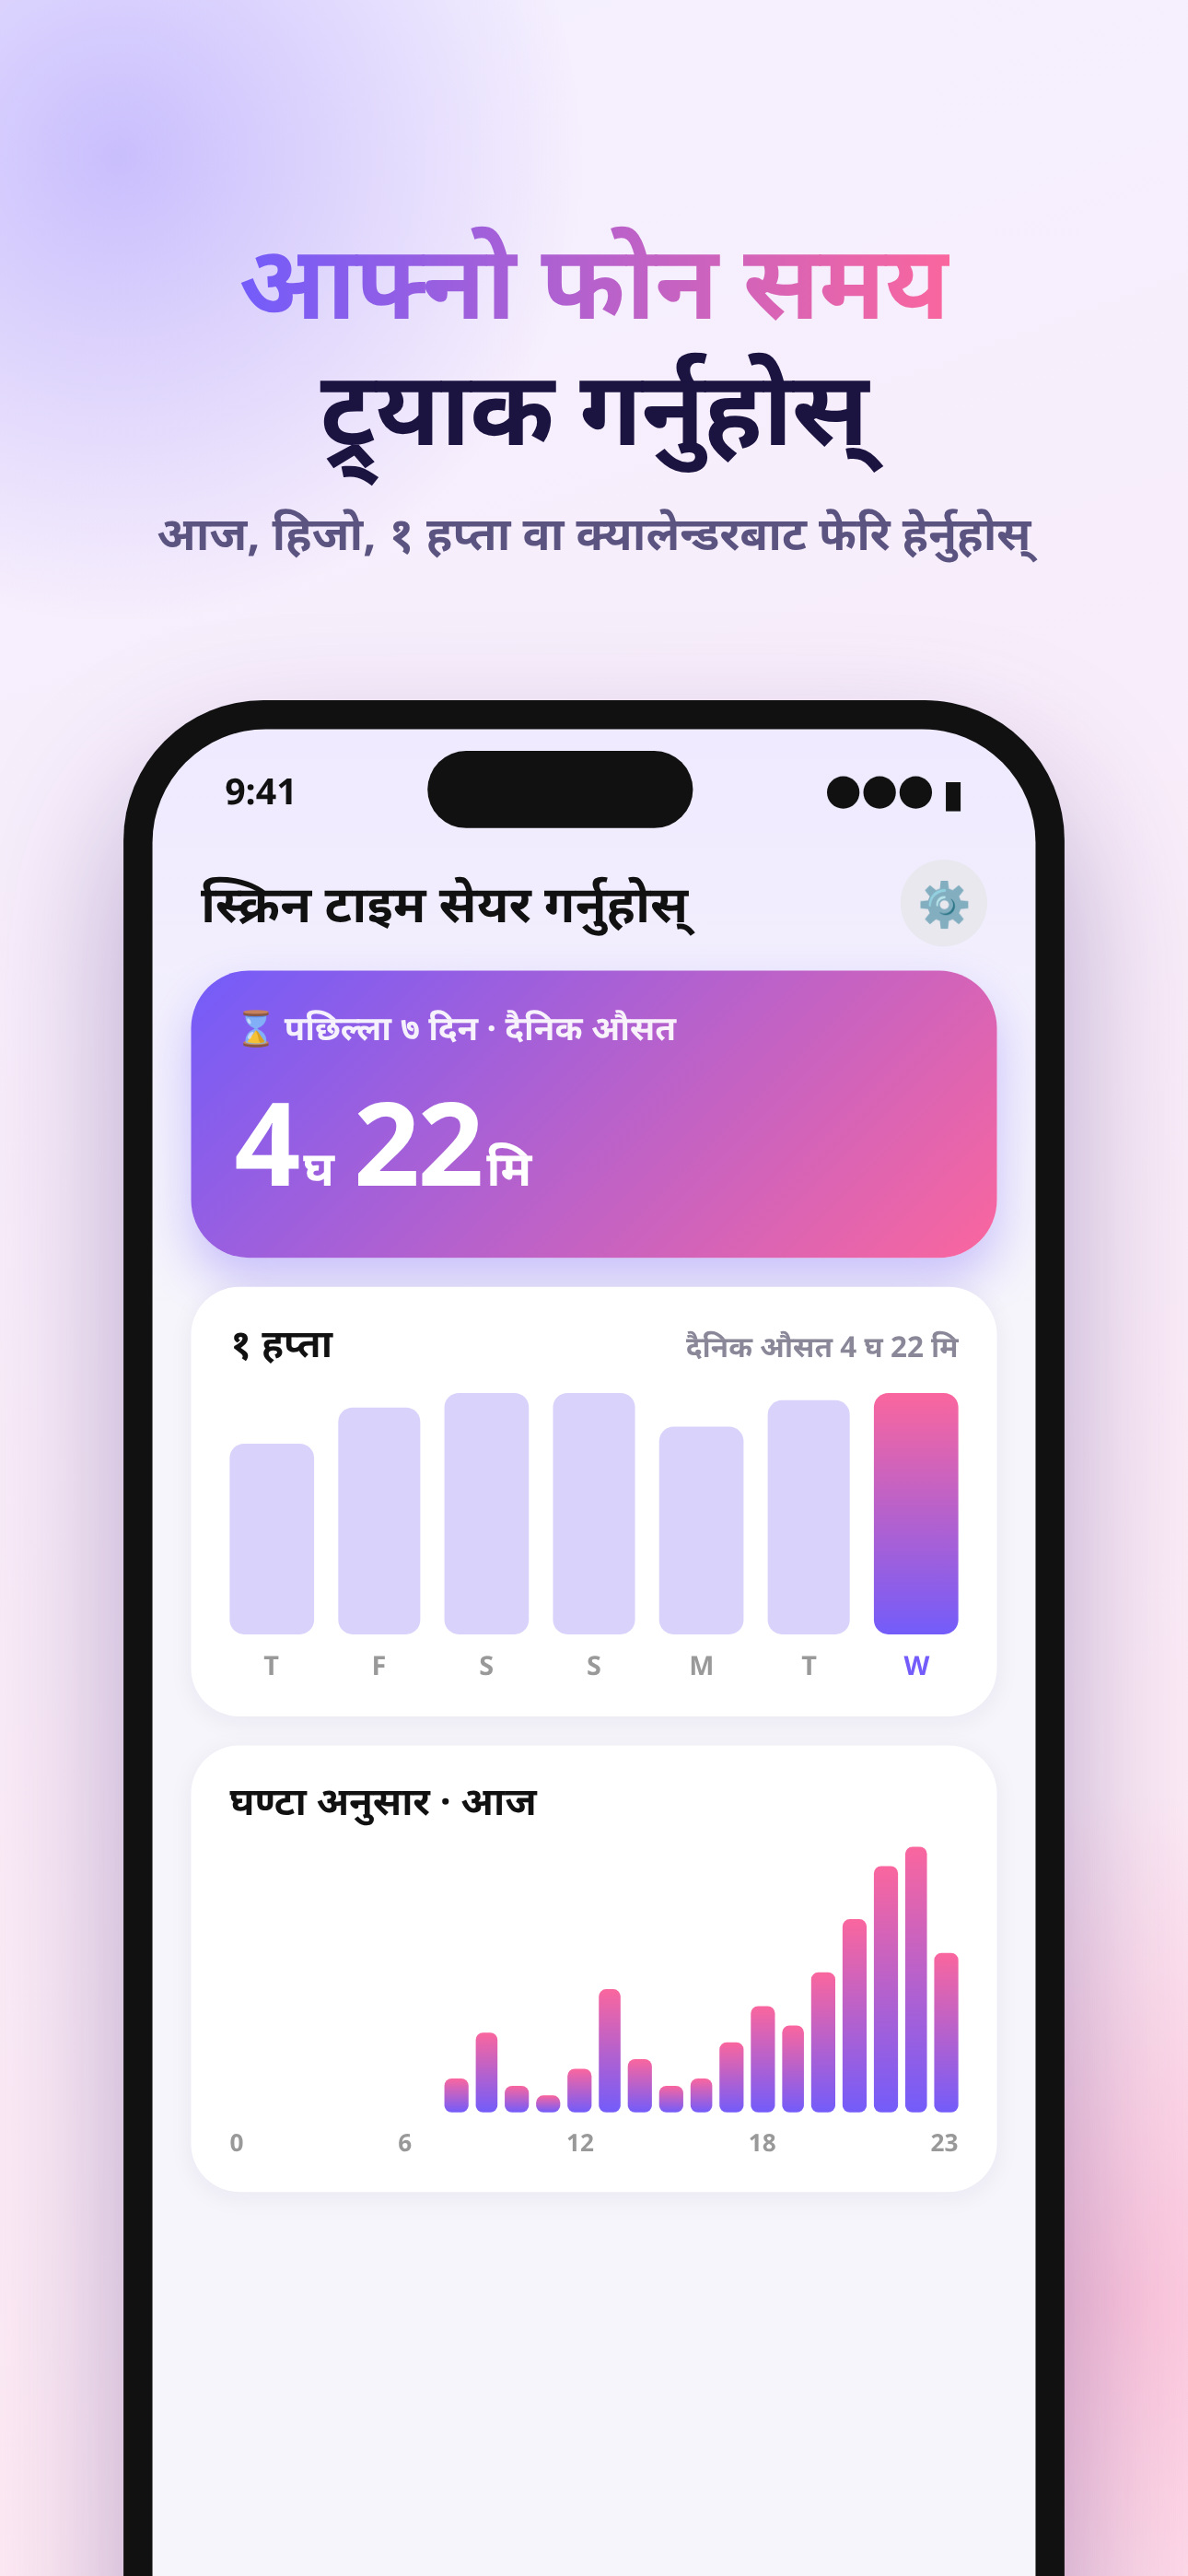 आफ्नो फोन समय
ट्र्याक गर्नुहोस्
आज, हिजो, १ हप्ता वा क्यालेन्डरबाट फेरि हेर्नुहोस्
9:41
स्क्रिन टाइम सेयर गर्नुहोस्
⌛ पछिल्ला ७ दिन · दैनिक औसत
4घ 22मि
१ हप्ता दैनिक औसत 4 घ 22 मि
T F S S M T W
घण्टा अनुसार · आज
0 6 12 18 23